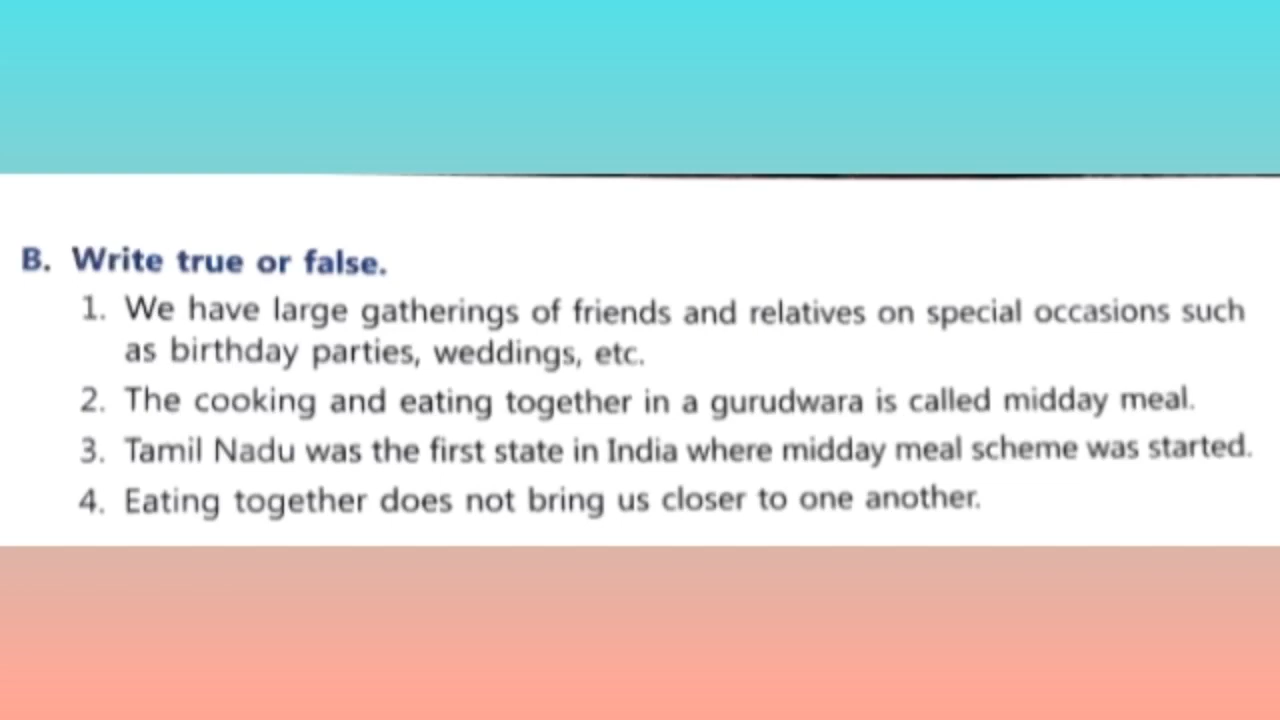 B. Write true or false.
1. We have large gatherings of friends and relatives on special occasions such
as birthday parties, weddings, etc.
2. The cooking and eating together in a gurudwara is called midday meal.
3. Tamil Nadu was the first state in India where midday meal scheme was started.
4. Eating together does not bring us closer to one another.